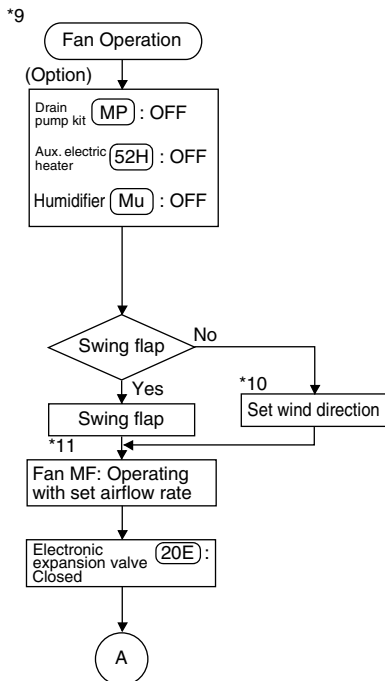 *9
Fan Operation
(Option)
Drain
pump kit MP : OFF
Aux. electric
heater 52H : OFF
Humidifier Mu : OFF
Swing flap
No
Yes
*10
Swing flap
Set wind direction
*11
Fan MF: Operating
with set airflow rate
Electronic
expansion valve 20E :
Closed
A